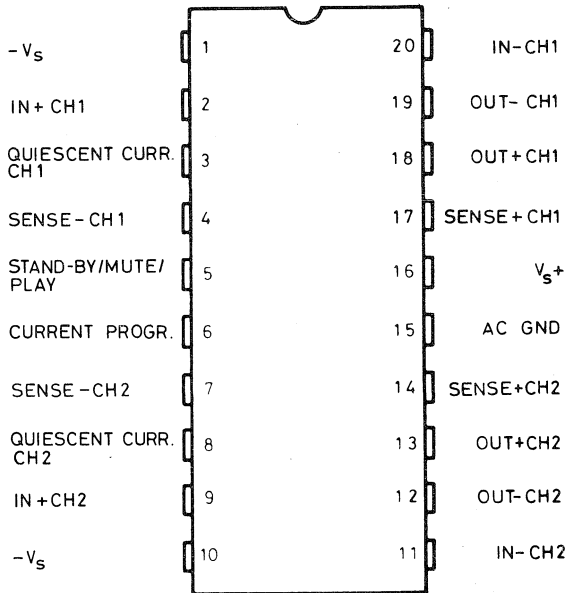 -Vs 1 20 IN-CH1
IN+CH1 2 19 OUT-CH1
QUIESCENT CURR.
CH1 3 18 OUT+CH1
SENSE-CH1 4 17 SENSE+CH1
STAND-BY/MUTE/
PLAY 5 16 Vs+
CURRENT PROGR. 6 15 AC GND
SENSE-CH2 7 14 SENSE+CH2
QUIESCENT CURR.
CH2 8 13 OUT+CH2
IN+CH2 9 12 OUT-CH2
-Vs 10 11 IN-CH2